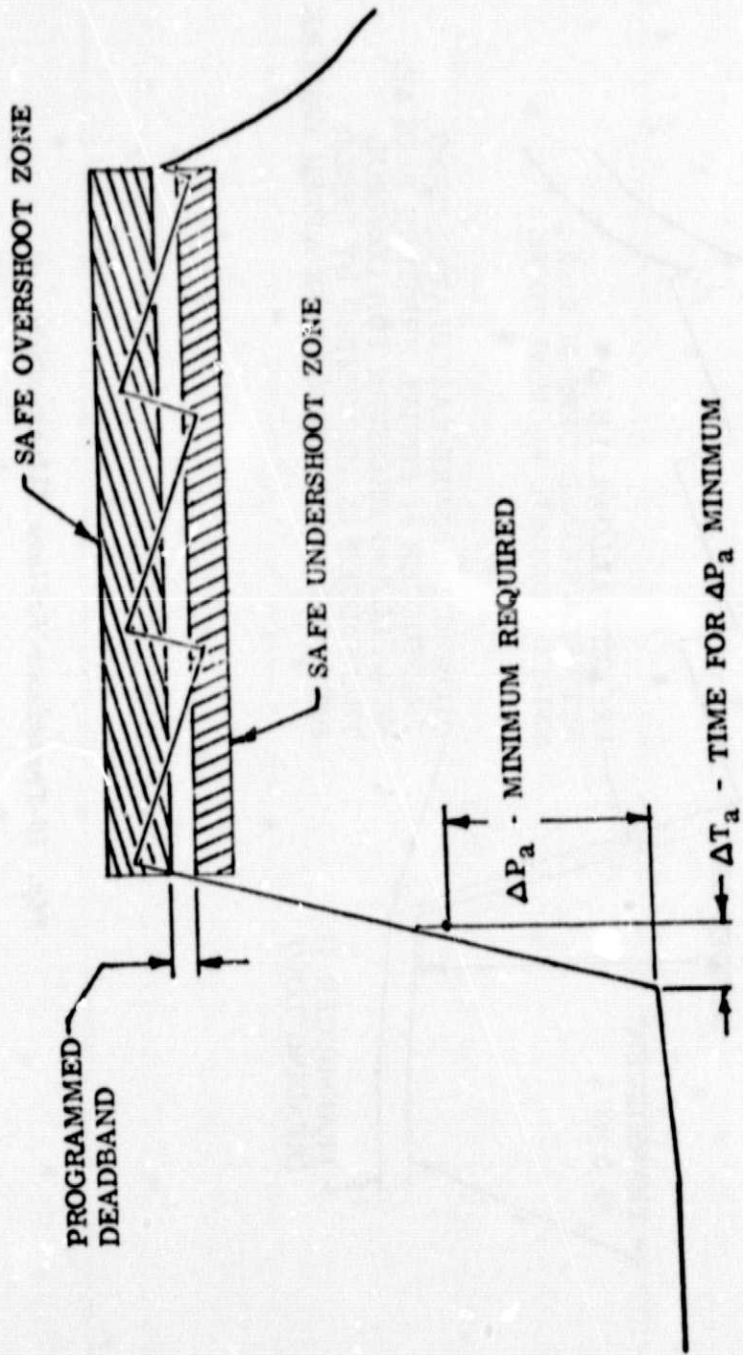 SAFE OVERSHOOT ZONE
PROGRAMMED
DEADBAND
SAFE UNDERSHOOT ZONE
ΔPa - MINIMUM REQUIRED
ΔTa - TIME FOR ΔPa MINIMUM